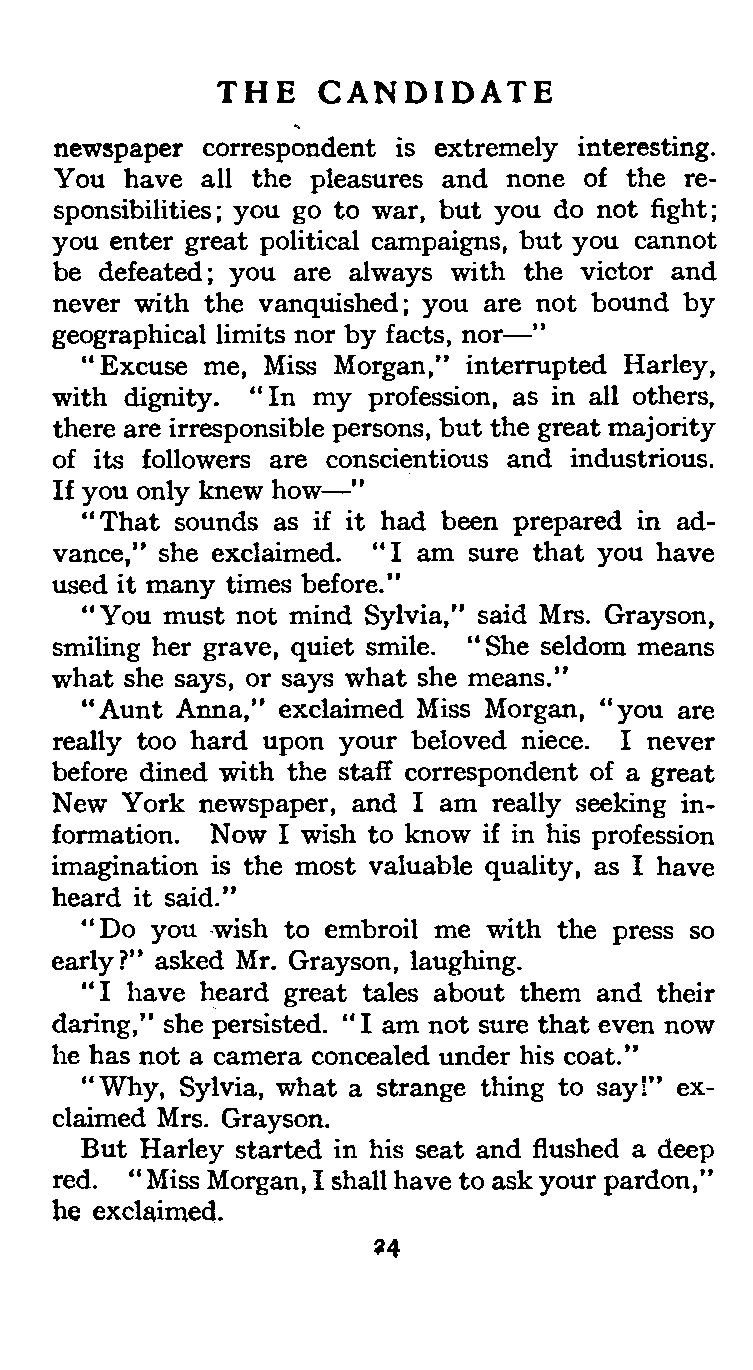 THE CANDIDATE
newspaper correspondent is extremely interesting.
You have all the pleasures and none of the re-
sponsibilities; you go to war, but you do not fight;
you enter great political campaigns, but you cannot
be defeated; you are always with the victor and
never with the vanquished; you are not bound by
geographical limits nor by facts, nor—"
"Excuse me, Miss Morgan," interrupted Harley,
with dignity. "In my profession, as in all others,
there are irresponsible persons, but the great majority
of its followers are conscientious and industrious.
If you only knew how—"
"That sounds as if it had been prepared in ad-
vance," she exclaimed. "I am sure that you have
used it many times before."
"You must not mind Sylvia," said Mrs. Grayson,
smiling her grave, quiet smile. "She seldom means
what she says, or says what she means."
"Aunt Anna," exclaimed Miss Morgan, "you are
really too hard upon your beloved niece. I never
before dined with the staff correspondent of a great
New York newspaper, and I am really seeking in-
formation. Now I wish to know if in his profession
imagination is the most valuable quality, as I have
heard it said."
"Do you wish to embroil me with the press so
early?" asked Mr. Grayson, laughing.
"I have heard great tales about them and their
daring," she persisted. "I am not sure that even now
he has not a camera concealed under his coat."
"Why, Sylvia, what a strange thing to say!" ex-
claimed Mrs. Grayson.
But Harley started in his seat and flushed a deep
red. "Miss Morgan, I shall have to ask your pardon,"
he exclaimed.
24